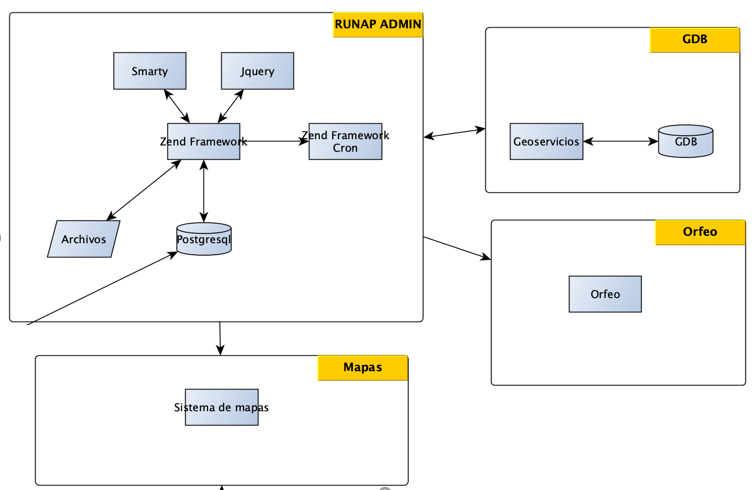 RUNAP ADMIN
Smarty
Jquery
Zend Framework
Zend Framework
Cron
Archivos
Postgresql
GDB
Geoservicios
GDB
Orfeo
Orfeo
Mapas
Sistema de mapas